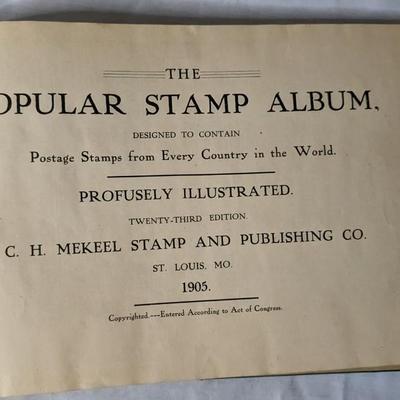 THE
OPULAR STAMP ALBUM,
DESIGNED TO CONTAIN
Postage Stamps from Every Country in the World.
PROFUSELY ILLUSTRATED.
TWENTY-THIRD EDITION.
C. H. MEKEEL STAMP AND PUBLISHING CO.
ST. LOUIS, MO.
1905.
Copyrighted.---Entered According to Act of Congress.